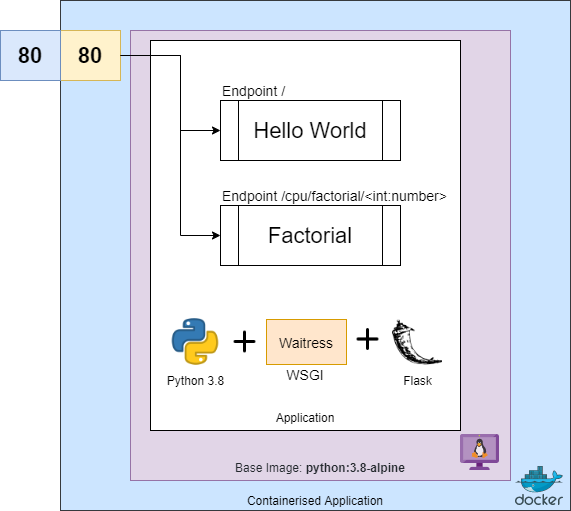 80 80
Endpoint /
Hello World
Endpoint /cpu/factorial/<int:number>
Factorial
Waitress
Python 3.8
WSGI
Flask
Application
Base Image: python:3.8-alpine
Containerised Application
docker